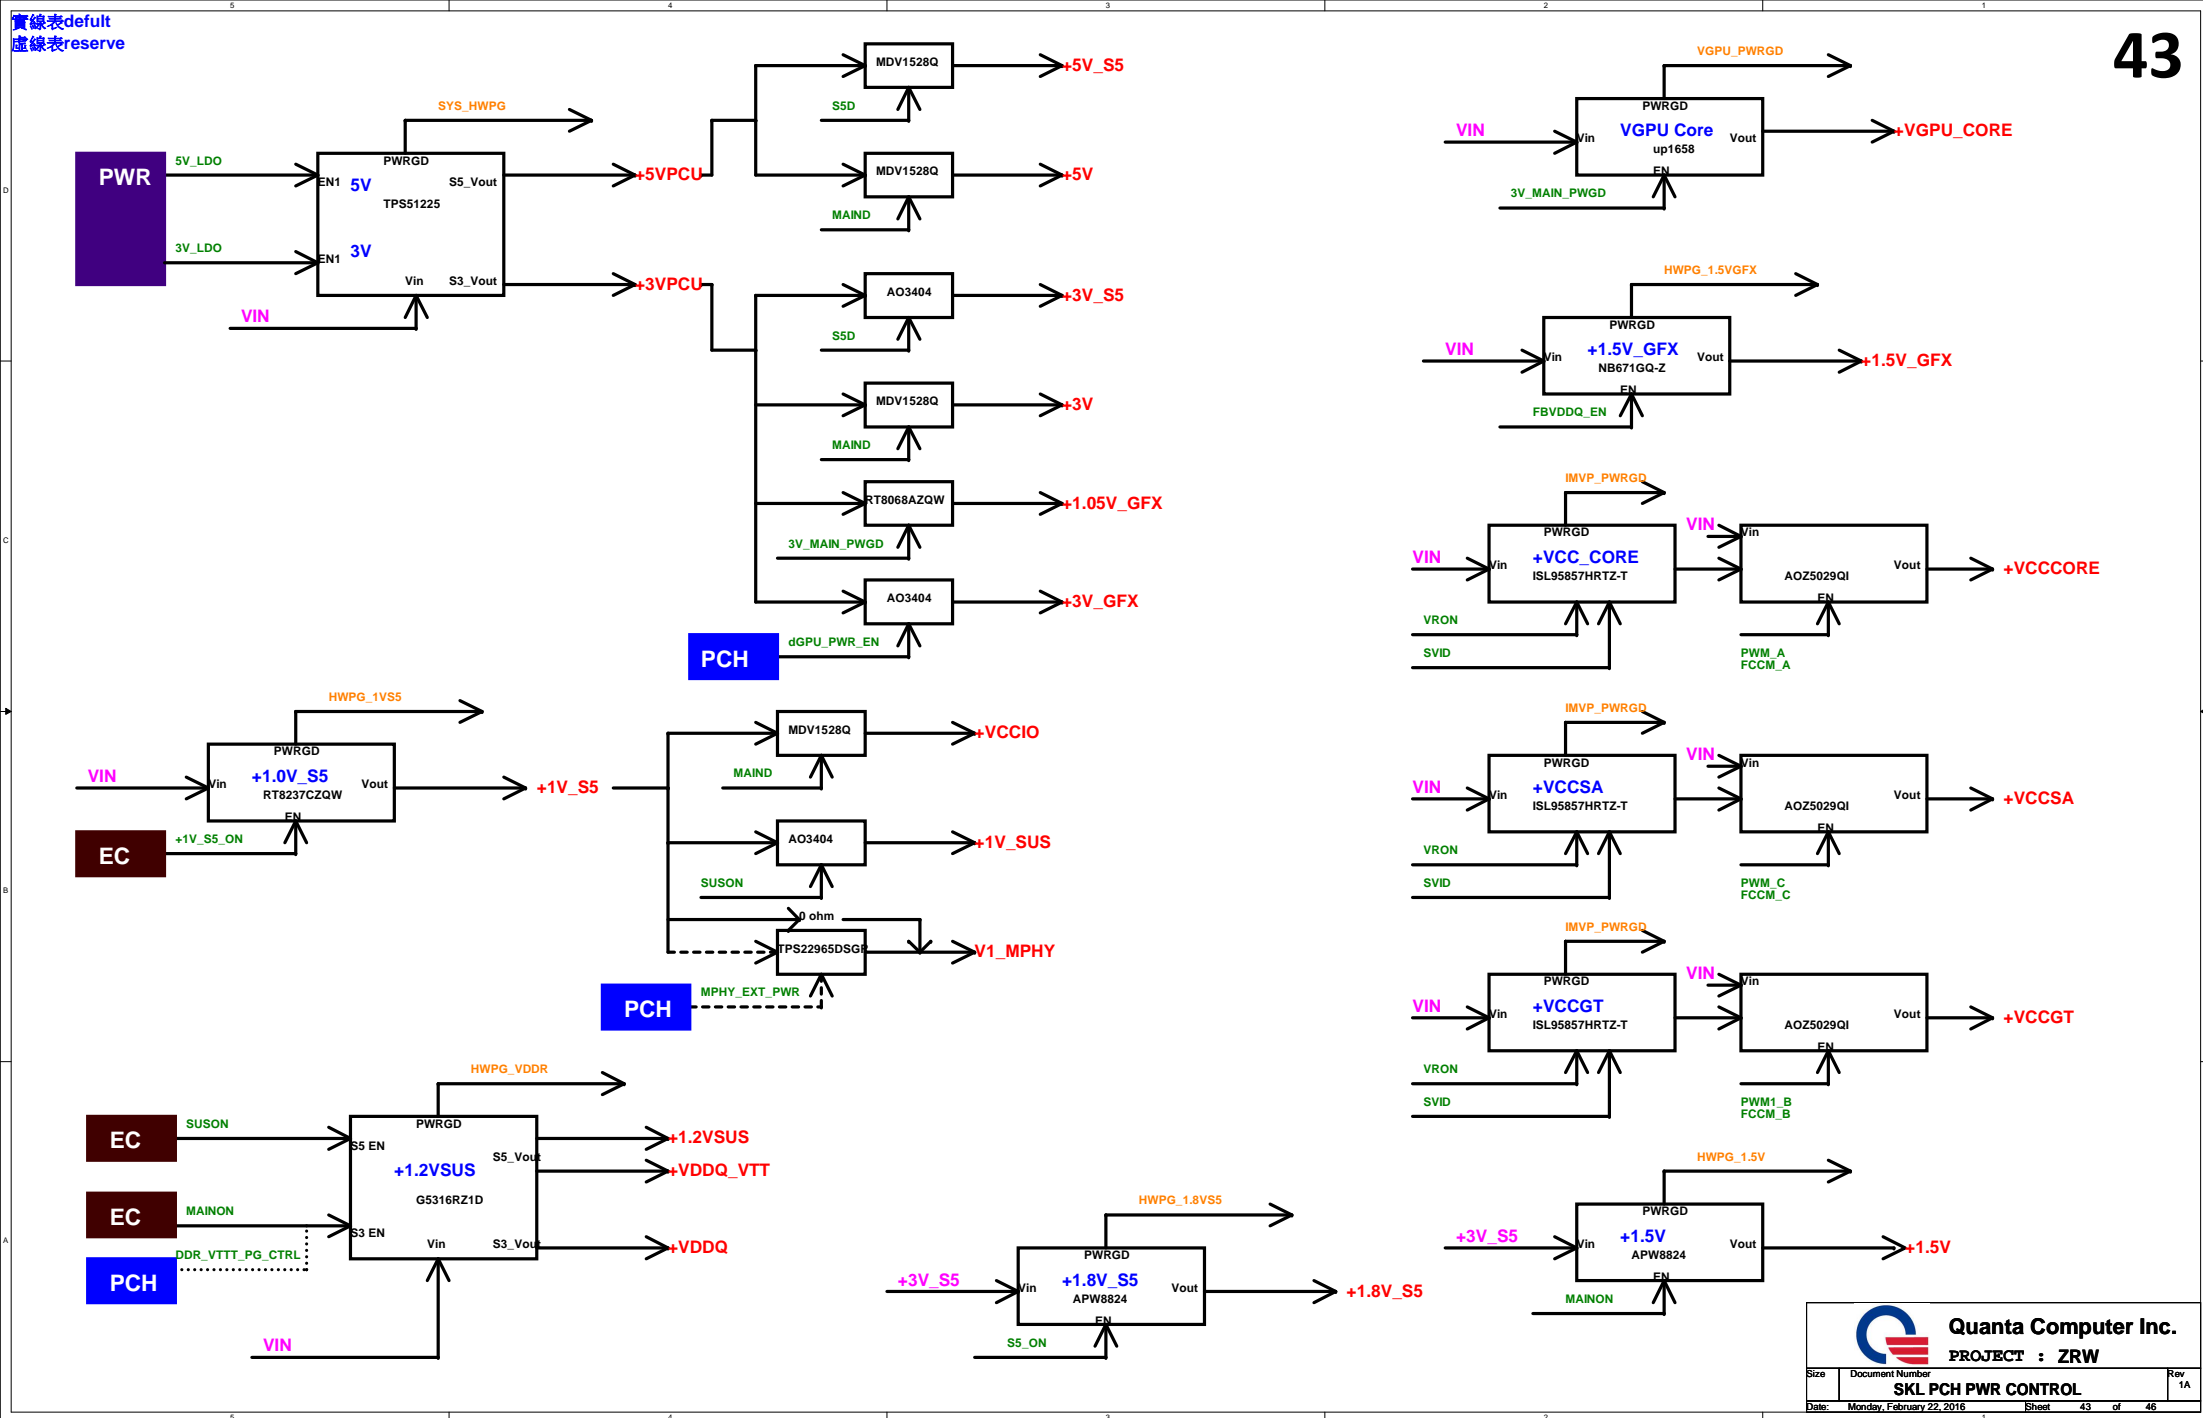 實線表defult
虛線表reserve
43
5
4
3
2
1
D
C
B
A
PWR
5V_LDO
3V_LDO
SYS_HWPG
PWRGD
EN1
5V
S5_Vout
TPS51225
EN1
3V
Vin
S3_Vout
VIN
+5VPCU
+3VPCU
MDV1528Q
+5V_S5
S5D
MDV1528Q
+5V
MAIND
AO3404
+3V_S5
S5D
MDV1528Q
+3V
MAIND
RT8068AZQW
+1.05V_GFX
3V_MAIN_PWGD
AO3404
+3V_GFX
PCH
dGPU_PWR_EN
HWPG_1VS5
PWRGD
VIN
Vin
+1.0V_S5
Vout
RT8237CZQW
EN
EC
+1V_S5_ON
+1V_S5
MDV1528Q
+VCCIO
MAIND
AO3404
+1V_SUS
SUSON
0 ohm
TPS22965DSGR
V1_MPHY
PCH
MPHY_EXT_PWR
HWPG_VDDR
PWRGD
EC
SUSON
S5 EN
S5_Vout
+1.2VSUS
G5316RZ1D
EC
MAINON
S3 EN
Vin
S3_Vout
DDR_VTTT_PG_CTRL
PCH
VIN
+1.2VSUS
+VDDQ_VTT
+VDDQ
HWPG_1.8VS5
PWRGD
+3V_S5
Vin
+1.8V_S5
Vout
APW8824
EN
S5_ON
+1.8V_S5
VGPU_PWRGD
PWRGD
VIN
Vin
VGPU Core
Vout
up1658
EN
3V_MAIN_PWGD
+VGPU_CORE
HWPG_1.5VGFX
PWRGD
VIN
Vin
+1.5V_GFX
Vout
NB671GQ-Z
EN
FBVDDQ_EN
+1.5V_GFX
IMVP_PWRGD
PWRGD
VIN
Vin
+VCC_CORE
ISL95857HRTZ-T
VRON
SVID
VIN
Vin
AOZ5029QI
Vout
EN
PWM_A
FCCM_A
+VCCCORE
IMVP_PWRGD
PWRGD
VIN
Vin
+VCCSA
ISL95857HRTZ-T
VRON
SVID
VIN
Vin
AOZ5029QI
Vout
EN
PWM_C
FCCM_C
+VCCSA
IMVP_PWRGD
PWRGD
VIN
Vin
+VCCGT
ISL95857HRTZ-T
VRON
SVID
VIN
Vin
AOZ5029QI
Vout
EN
PWM1_B
FCCM_B
+VCCGT
HWPG_1.5V
PWRGD
+3V_S5
Vin
+1.5V
Vout
APW8824
EN
MAINON
+1.5V
Quanta Computer Inc.
PROJECT : ZRW
Size Document Number Rev
SKL PCH PWR CONTROL 1A
Date: Monday, February 22, 2016 Sheet 43 of 46
5
4
3
2
1